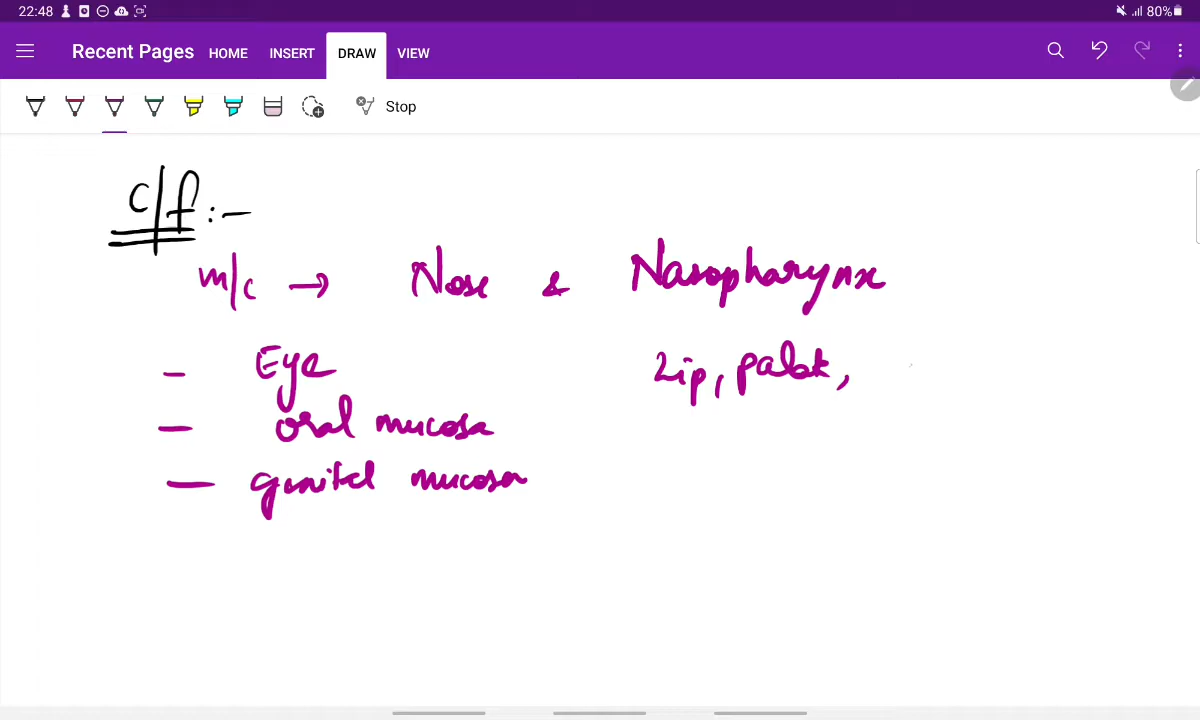 22:48 80%
Recent Pages HOME INSERT DRAW VIEW
Stop
c/f:-
m/c → Nose & Nasopharynx
- Eye Lip, palate,
- oral mucosa
- genital mucosa